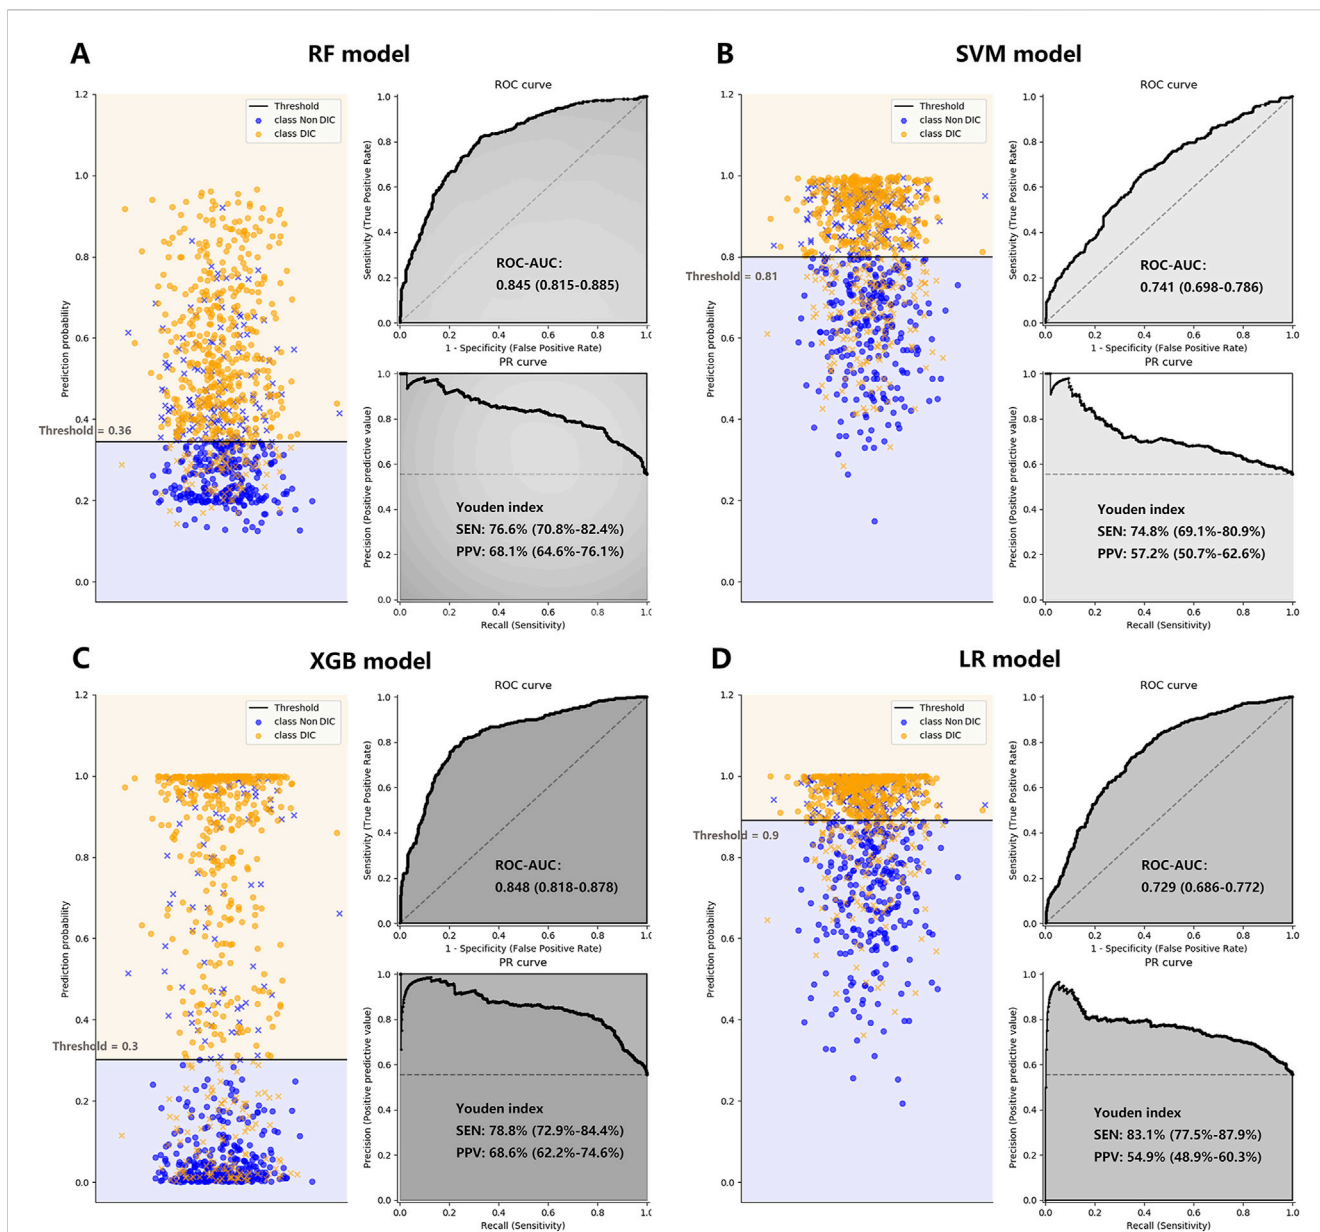 A
RF model
ROC curve
Threshold
class Non DIC
class DIC
Threshold = 0.36
Prediction probability
1.2
1.0
0.8
0.6
0.4
0.2
0.0
Sensitivity (True Positive Rate)
1.0
0.8
0.6
0.4
0.2
0.0
ROC-AUC:
0.845 (0.815-0.885)
0.0 0.2 0.4 0.6 0.8 1.0
1 - Specificity (False Positive Rate)
PR curve
Precision (Positive predictive value)
1.0
0.8
0.6
0.4
0.2
0.0
Youden index
SEN: 76.6% (70.8%-82.4%)
PPV: 68.1% (64.6%-76.1%)
0.0 0.2 0.4 0.6 0.8 1.0
Recall (Sensitivity)
B
SVM model
ROC curve
Threshold
class Non DIC
class DIC
Threshold = 0.81
Prediction probability
1.2
1.0
0.8
0.6
0.4
0.2
0.0
Sensitivity (True Positive Rate)
1.0
0.8
0.6
0.4
0.2
0.0
ROC-AUC:
0.741 (0.698-0.786)
0.0 0.2 0.4 0.6 0.8 1.0
1 - Specificity (False Positive Rate)
PR curve
Precision (Positive predictive value)
1.0
0.8
0.6
0.4
0.2
0.0
Youden index
SEN: 74.8% (69.1%-80.9%)
PPV: 57.2% (50.7%-62.6%)
0.0 0.2 0.4 0.6 0.8 1.0
Recall (Sensitivity)
C
XGB model
ROC curve
Threshold
class Non DIC
class DIC
Threshold = 0.3
Prediction probability
1.2
1.0
0.8
0.6
0.4
0.2
0.0
Sensitivity (True Positive Rate)
1.0
0.8
0.6
0.4
0.2
0.0
ROC-AUC:
0.848 (0.818-0.878)
0.0 0.2 0.4 0.6 0.8 1.0
1 - Specificity (False Positive Rate)
PR curve
Precision (Positive predictive value)
1.0
0.8
0.6
0.4
0.2
0.0
Youden index
SEN: 78.8% (72.9%-84.4%)
PPV: 68.6% (62.2%-74.6%)
0.0 0.2 0.4 0.6 0.8 1.0
Recall (Sensitivity)
D
LR model
ROC curve
Threshold
class Non DIC
class DIC
Threshold = 0.9
Prediction probability
1.2
1.0
0.8
0.6
0.4
0.2
0.0
Sensitivity (True Positive Rate)
1.0
0.8
0.6
0.4
0.2
0.0
ROC-AUC:
0.729 (0.686-0.772)
0.0 0.2 0.4 0.6 0.8 1.0
1 - Specificity (False Positive Rate)
PR curve
Precision (Positive predictive value)
1.0
0.8
0.6
0.4
0.2
0.0
Youden index
SEN: 83.1% (77.5%-87.9%)
PPV: 54.9% (48.9%-60.3%)
0.0 0.2 0.4 0.6 0.8 1.0
Recall (Sensitivity)